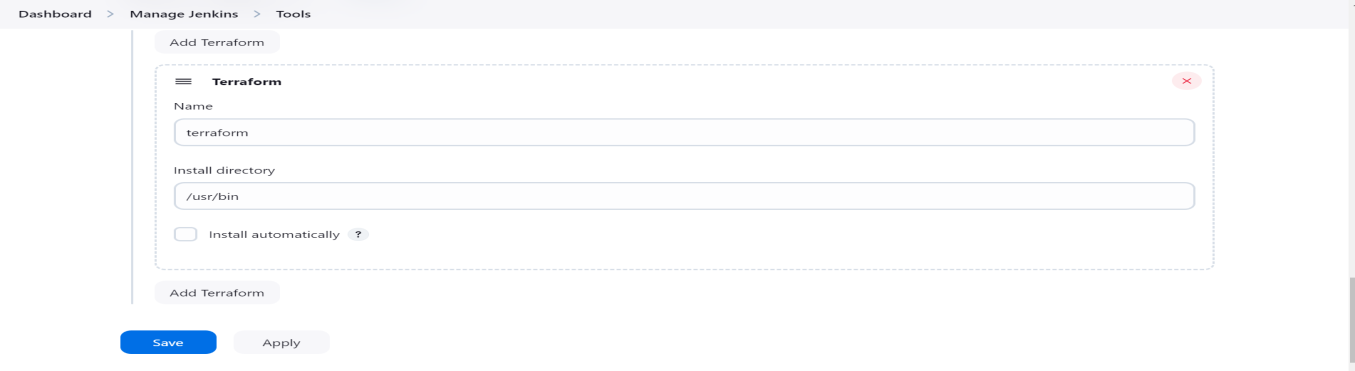 Dashboard > Manage Jenkins > Tools
Add Terraform
Terraform
Name
terraform
Install directory
/usr/bin
Install automatically ?
Add Terraform
Save Apply